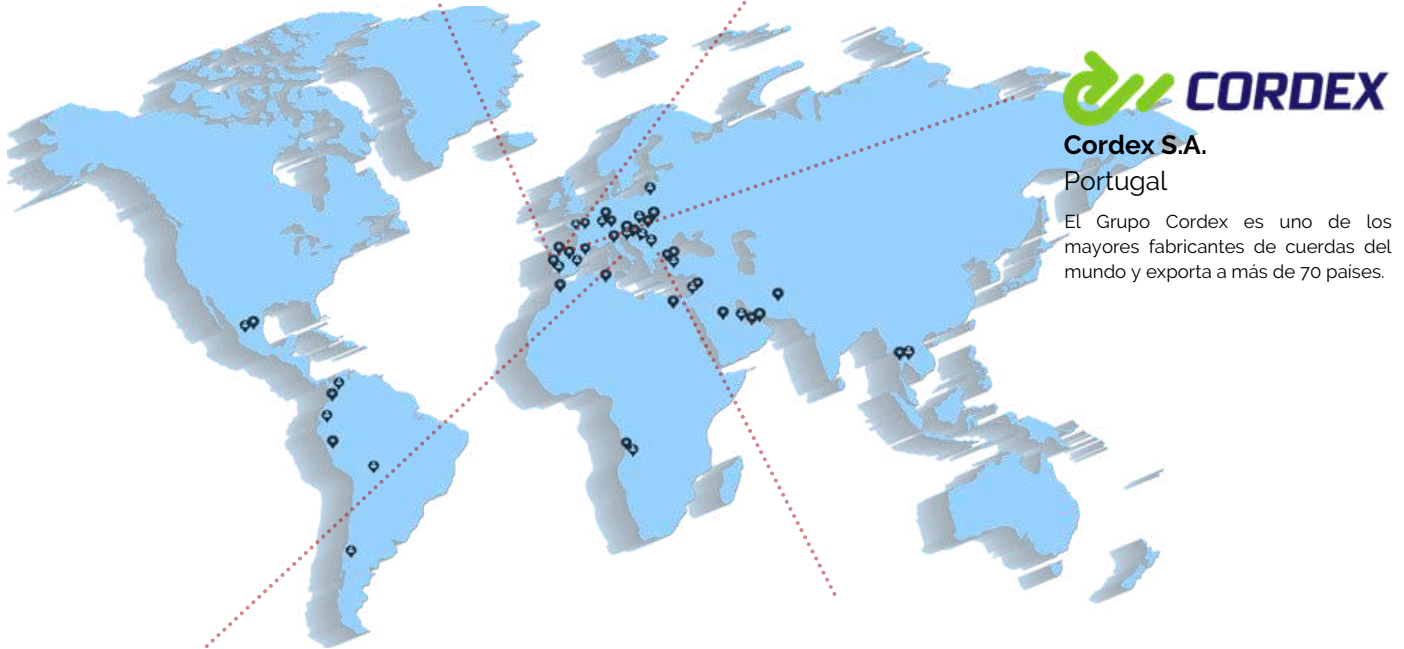 CORDEX
Cordex S.A.
Portugal
El Grupo Cordex es uno de los
mayores fabricantes de cuerdas del
mundo y exporta a más de 70 países.